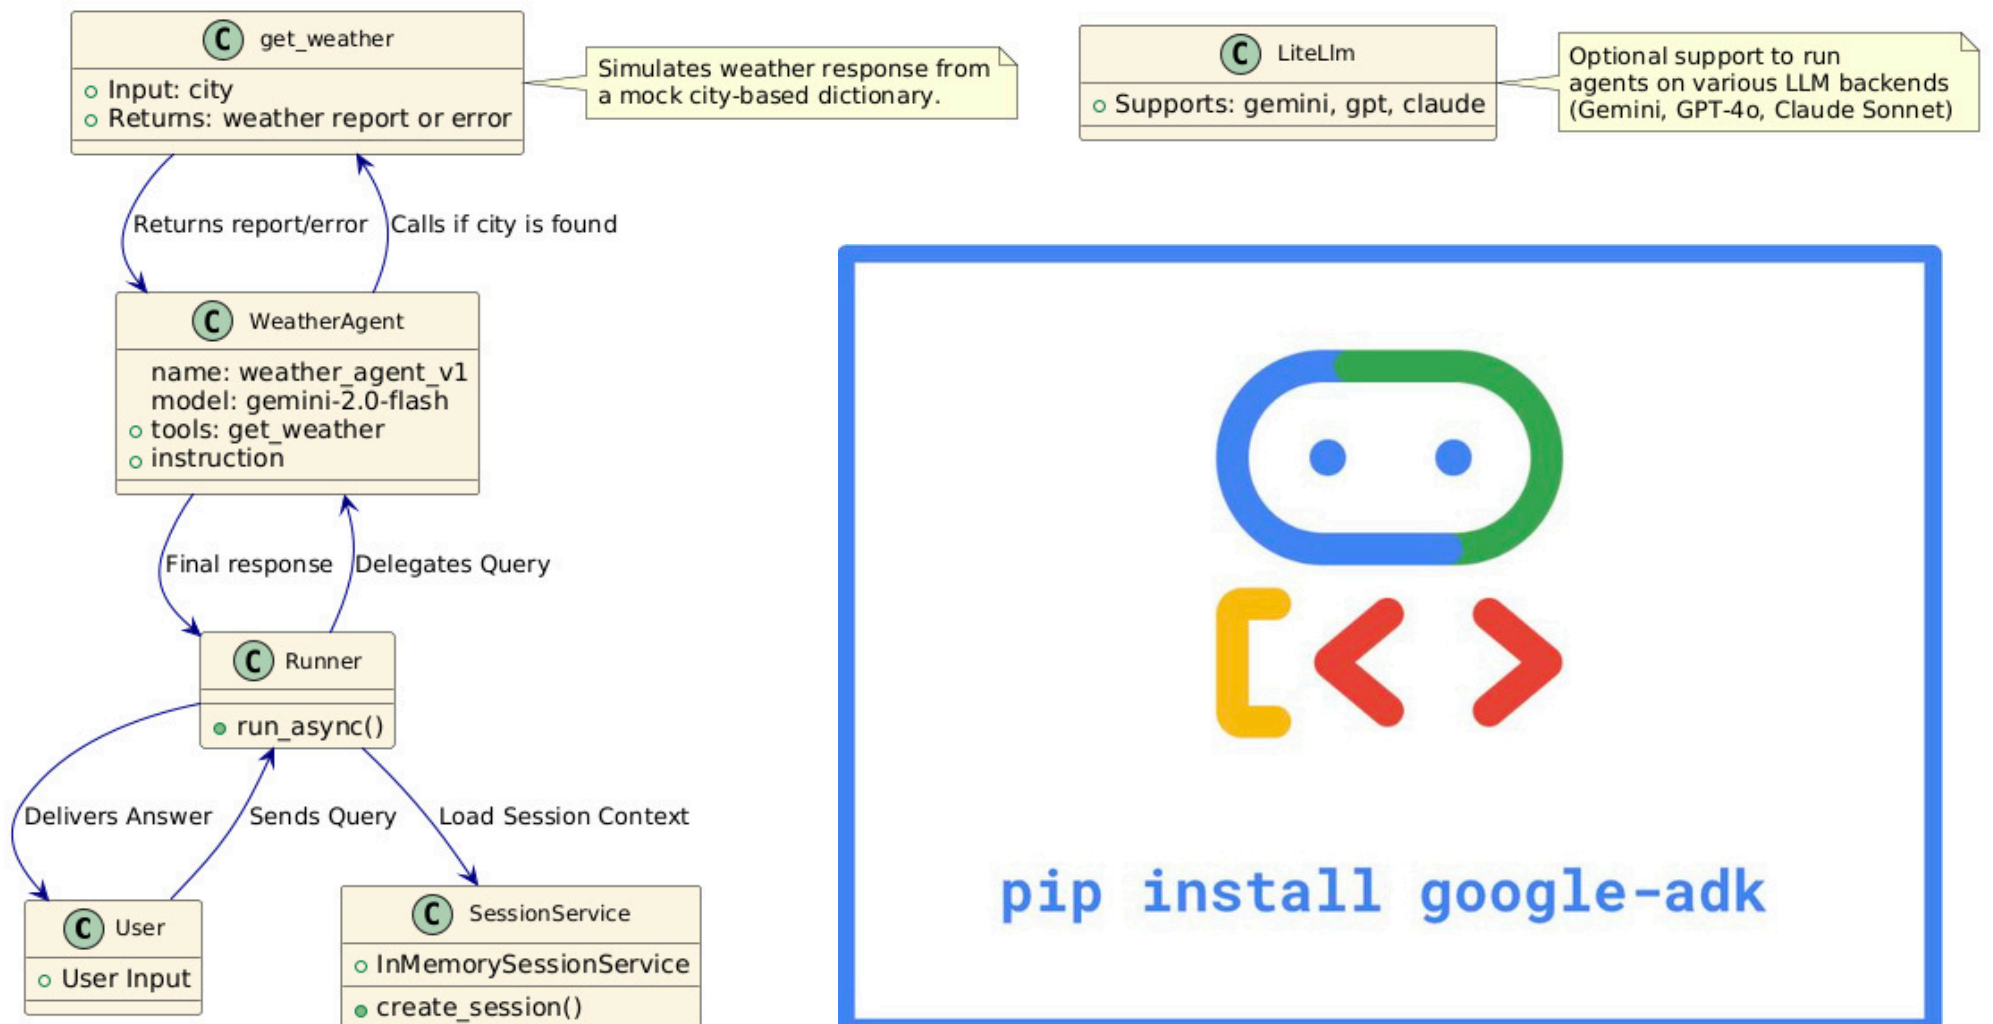 C get_weather
Input: city
Returns: weather report or error
Simulates weather response from
a mock city-based dictionary.
C LiteLlm
Supports: gemini, gpt, claude
Optional support to run
agents on various LLM backends
(Gemini, GPT-4o, Claude Sonnet)
Returns report/error
Calls if city is found
C WeatherAgent
name: weather_agent_v1
model: gemini-2.0-flash
tools: get_weather
instruction
Final response
Delegates Query
C Runner
run_async()
Delivers Answer
Sends Query
Load Session Context
C User
User Input
C SessionService
InMemorySessionService
create_session()
[< >
pip install google-adk